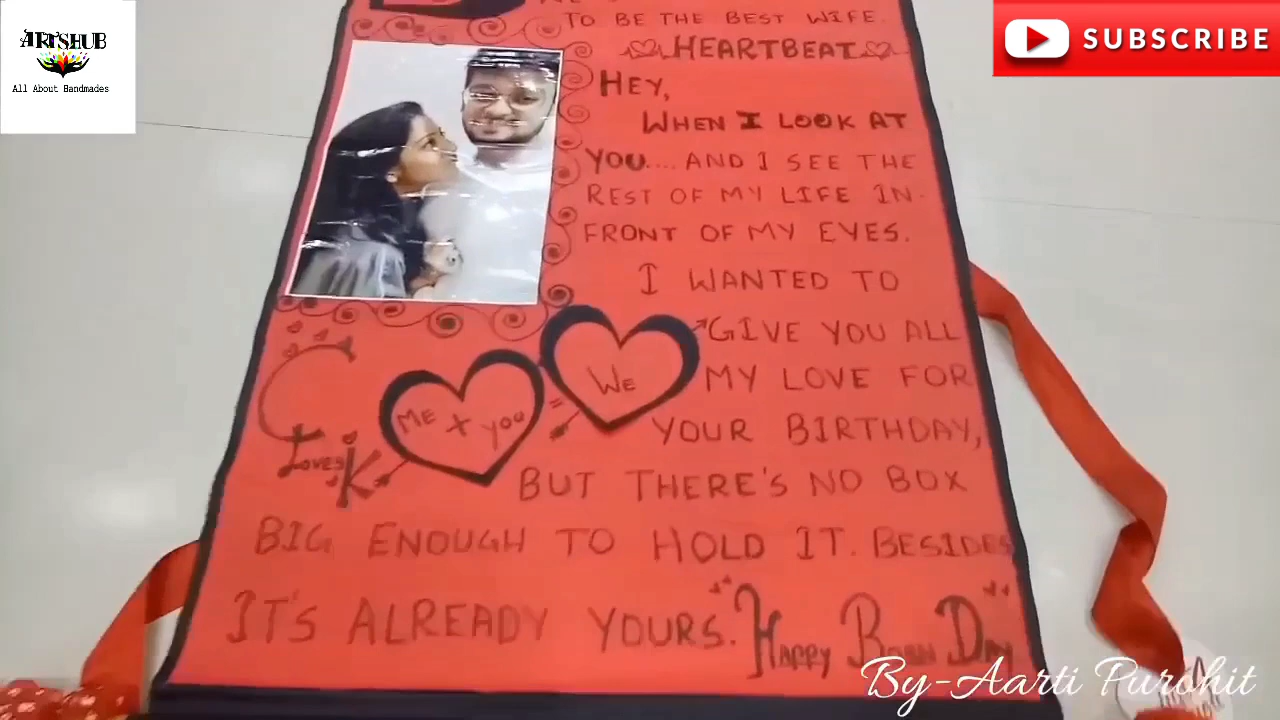 ARTSHUB
All About Handmades
SUBSCRIBE
TO BE THE BEST WIFE.
HEARTBEAT
HEY,
WHEN I LOOK AT
YOU.... AND I SEE THE
REST OF MY LIFE IN
FRONT OF MY EYES.
I WANTED TO
GIVE YOU ALL
MY LOVE FOR
YOUR BIRTHDAY,
BUT THERE'S NO BOX
BIG ENOUGH TO HOLD IT. BESIDES
IT'S ALREADY YOURS.
"HAPPY BORN DAY"
C
LOVES
K
ME + YOU
=
WE
By-Aarti Purohit